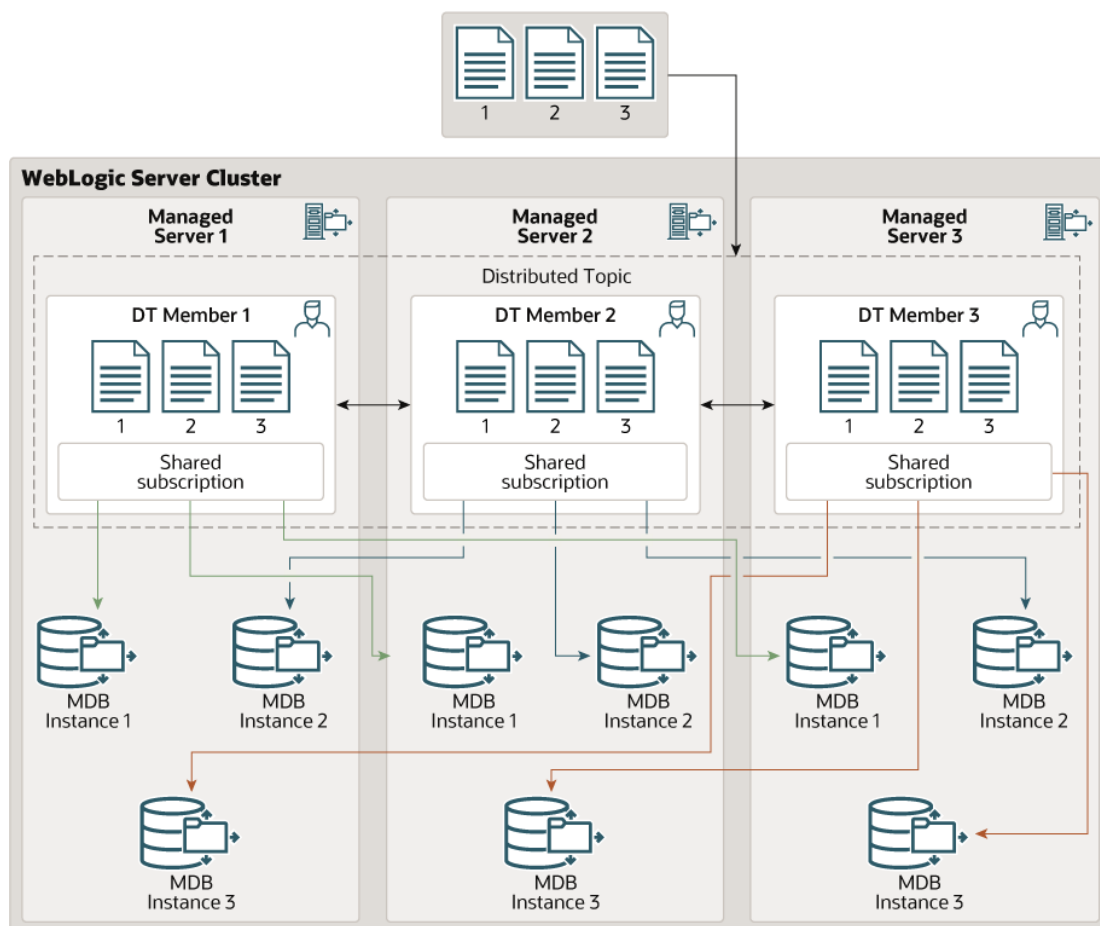 1 2 3
WebLogic Server Cluster
Managed
Server 1
Managed
Server 2
Managed
Server 3
Distributed Topic
DT Member 1
1 2 3
Shared
subscription
DT Member 2
1 2 3
Shared
subscription
DT Member 3
1 2 3
Shared
subscription
MDB
Instance 1
MDB
Instance 2
MDB
Instance 1
MDB
Instance 2
MDB
Instance 1
MDB
Instance 2
MDB
Instance 3
MDB
Instance 3
MDB
Instance 3